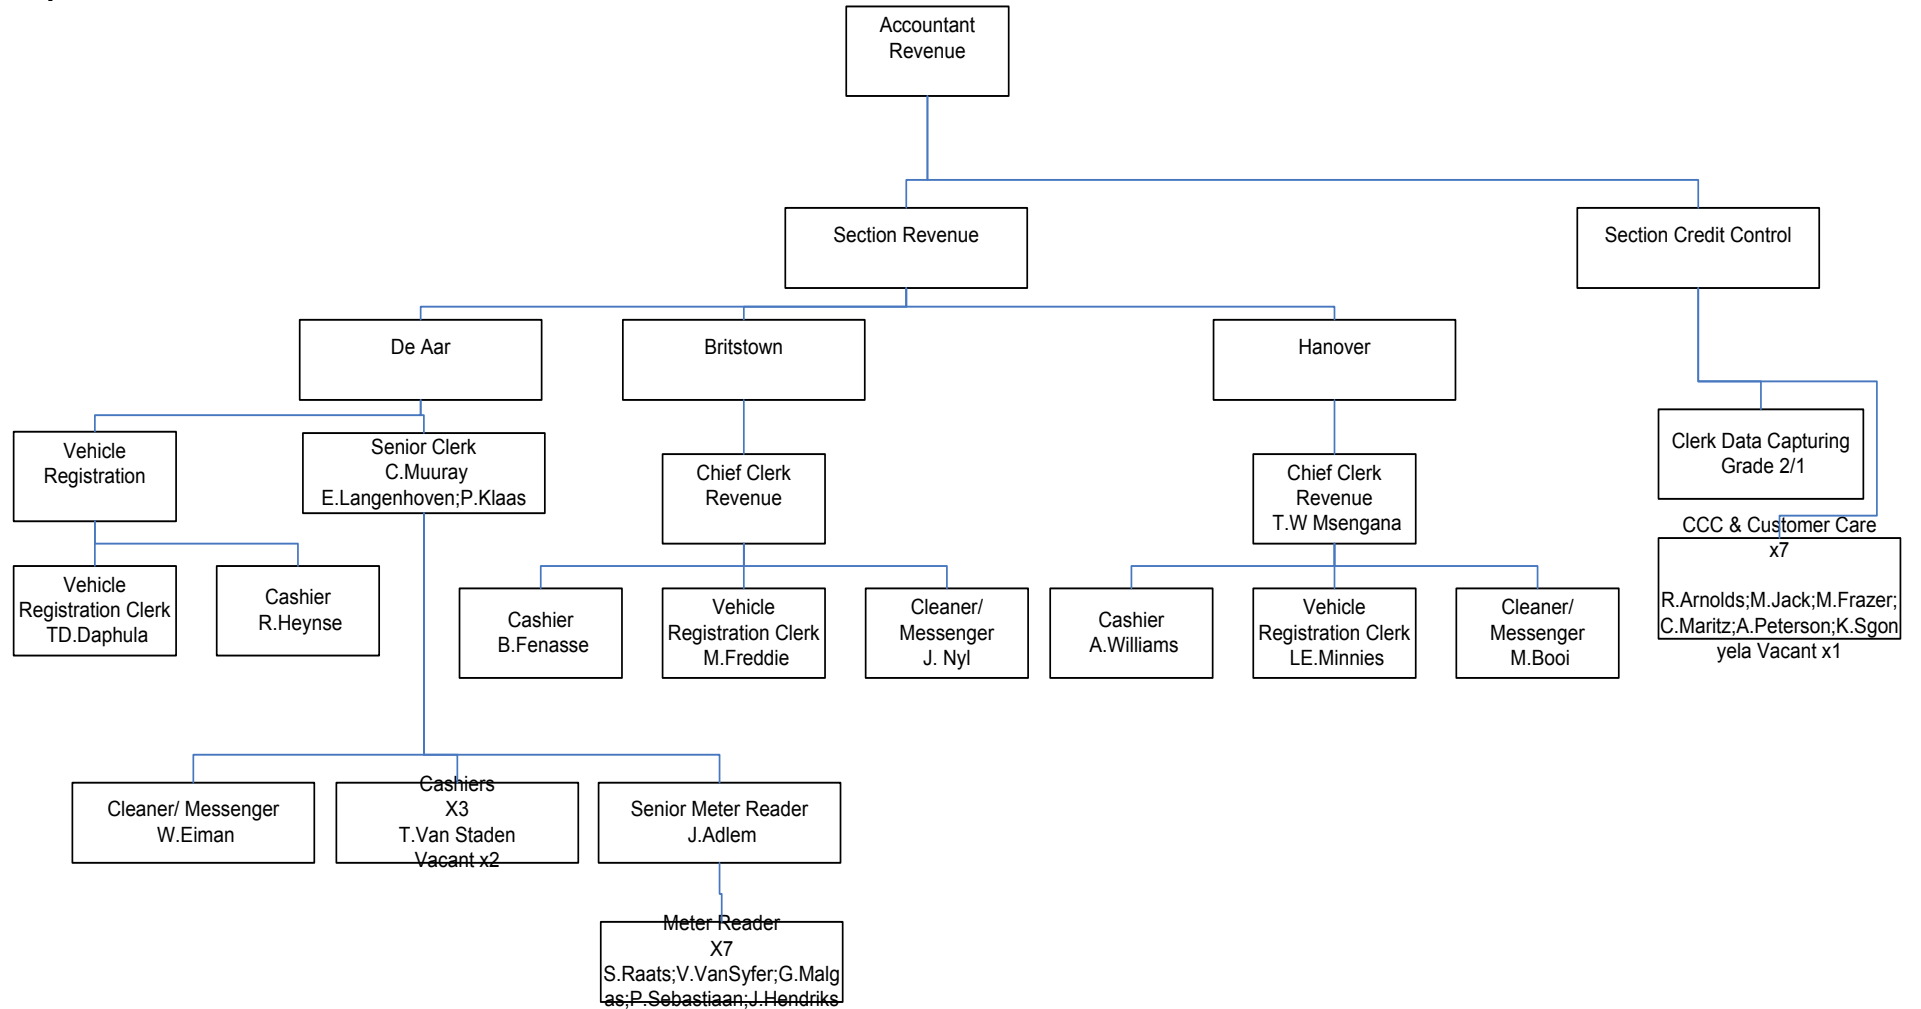 Accountant
Revenue
Section Revenue
Section Credit Control
De Aar
Britstown
Hanover
Vehicle
Registration
Senior Clerk
C.Muuray
E.Langenhoven;P.Klaas
Chief Clerk
Revenue
Chief Clerk
Revenue
T.W Msengana
Clerk Data Capturing
Grade 2/1
CCC & Customer Care
x7
R.Arnolds;M.Jack;M.Frazer;
C.Maritz;A.Peterson;K.Sgon
yela Vacant x1
Vehicle
Registration Clerk
TD.Daphula
Cashier
R.Heynse
Cashier
B.Fenasse
Vehicle
Registration Clerk
M.Freddie
Cleaner/
Messenger
J. Nyl
Cashier
A.Williams
Vehicle
Registration Clerk
LE.Minnies
Cleaner/
Messenger
M.Booi
Cleaner/ Messenger
W.Eiman
Cashiers
X3
T.Van Staden
Vacant x2
Senior Meter Reader
J.Adlem
Meter Reader
X7
S.Raats;V.VanSyfer;G.Malg
as;P.Sebastiaan;J.Hendriks